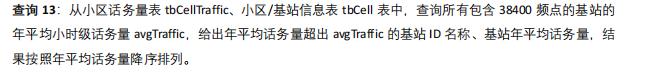 查询 13：从小区话务量表 tbCellTraffic、小区/基站信息表 tbCell 表中，查询所有包含 38400 频点的基站的
年平均小时级话务量 avgTraffic，给出年平均话务量超出 avgTraffic 的基站 ID 名称、基站年平均话务量，结
果按照年平均话务量降序排列。